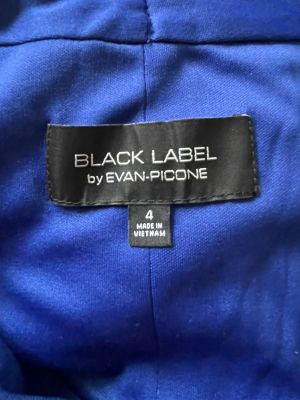 BLACK LABEL
by EVAN-PICONE
4
MADE IN
VIETNAM